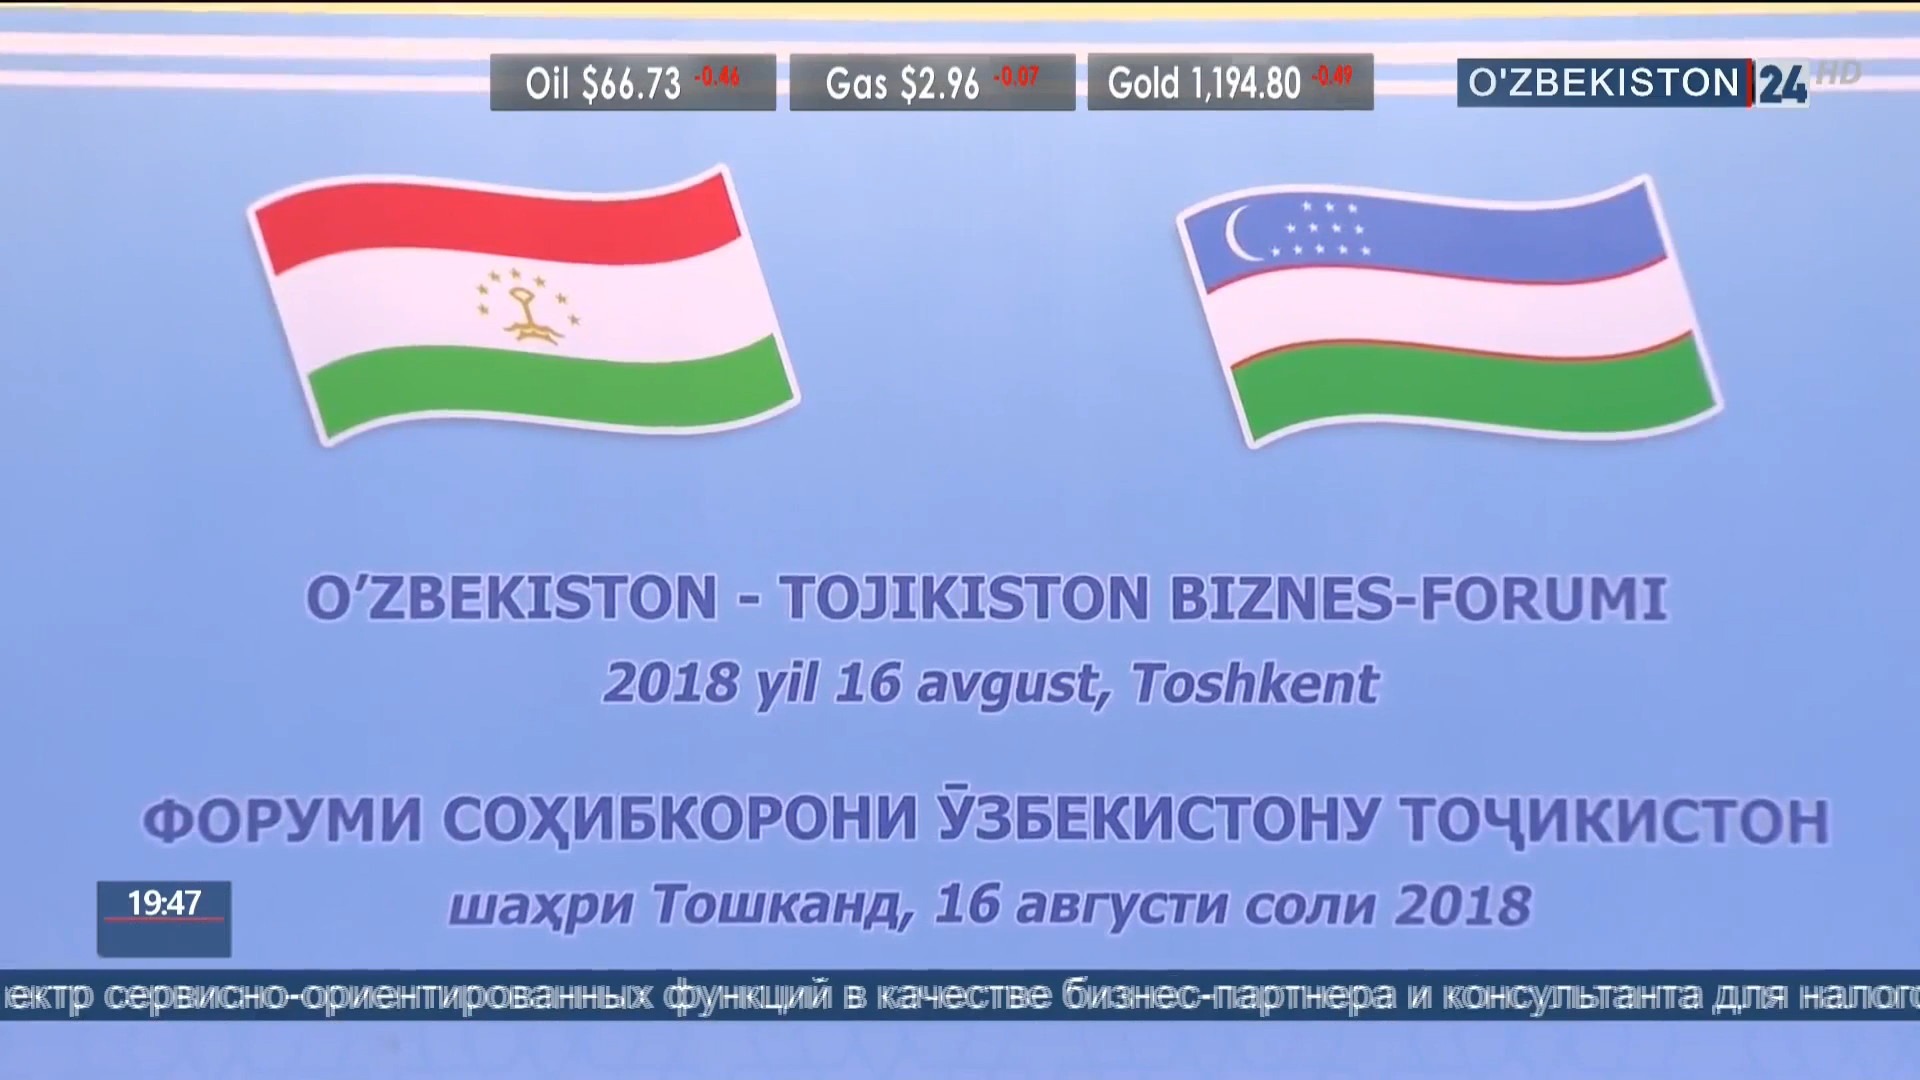 Oil $66.73 -0.46
Gas $2.96 -0.07
Gold 1,194.80 -0.49
O'ZBEKISTON 24 HD
O’ZBEKISTON - TOJIKISTON BIZNES-FORUMI
2018 yil 16 avgust, Toshkent
ФОРУМИ СОҲИБКОРОНИ ӮЗБЕКИСТОНУ ТОҶИКИСТОН
шаҳри Тошканд, 16 августи соли 2018
19:47
ектр сервисно-ориентированных функций в качестве бизнес-партнера и консультанта для налого